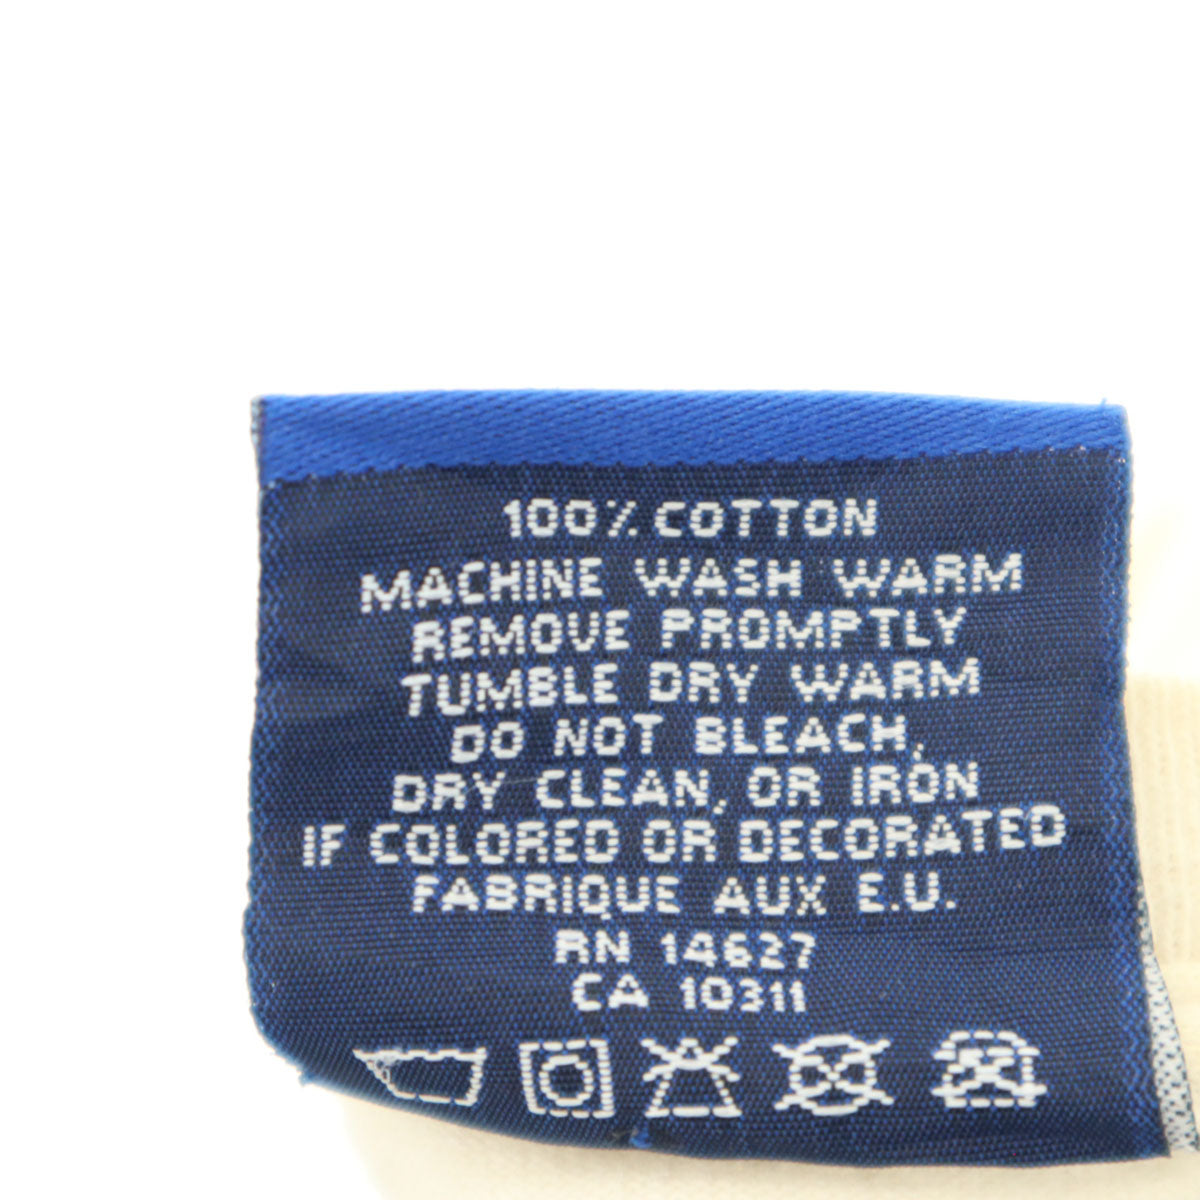 100% COTTON
MACHINE WASH WARM
REMOVE PROMPTLY
TUMBLE DRY WARM
DO NOT BLEACH,
DRY CLEAN, OR IRON
IF COLORED OR DECORATED
FABRIQUE AUX E.U.
RN 14627
CA 10311